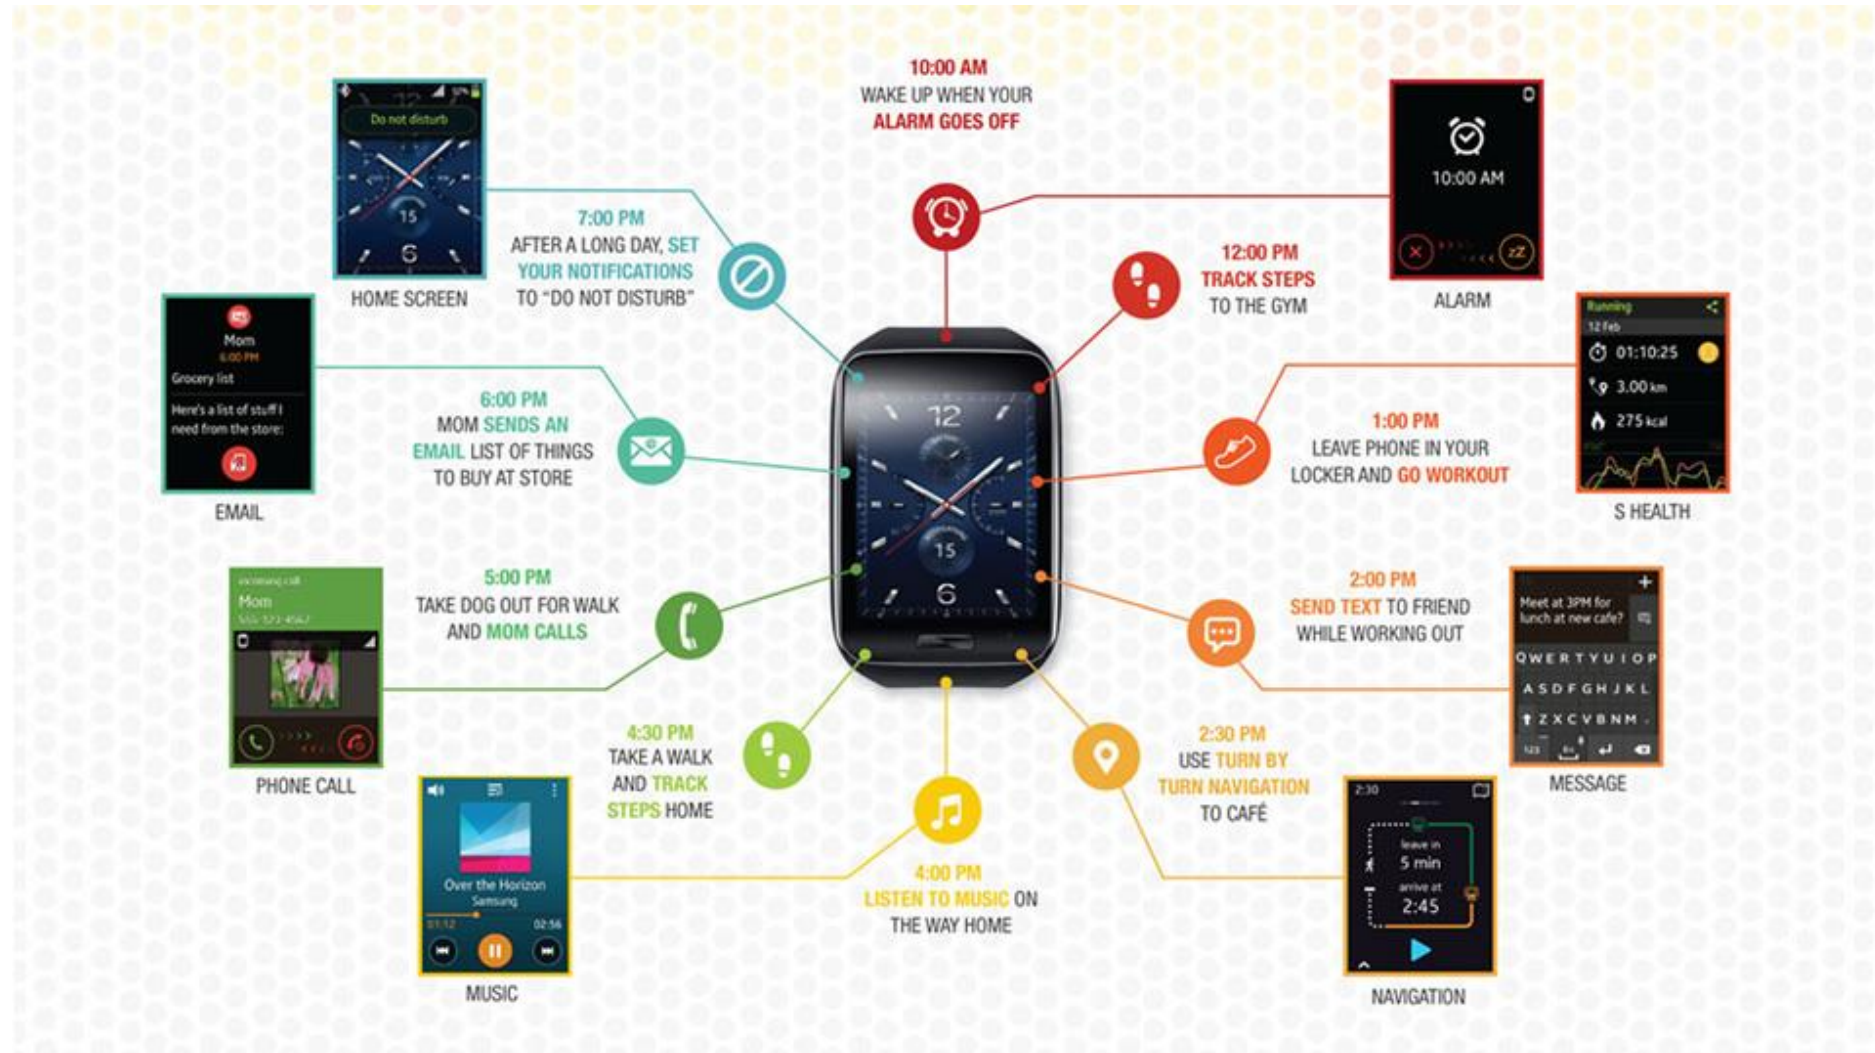 10:00 AM
WAKE UP WHEN YOUR
ALARM GOES OFF
10:00 AM
ALARM
12:00 PM
TRACK STEPS
TO THE GYM
Running
12 Feb
01:10:25
3.00 km
275 kcal
S HEALTH
1:00 PM
LEAVE PHONE IN YOUR
LOCKER AND GO WORKOUT
2:00 PM
SEND TEXT TO FRIEND
WHILE WORKING OUT
Meet at 3PM for
lunch at new cafe?
Q W E R T Y U I O P
A S D F G H J K L
Z X C V B N M .
123
MESSAGE
2:30 PM
USE TURN BY
TURN NAVIGATION
TO CAFÉ
2:30
leave in
5 min
arrive at
2:45
NAVIGATION
4:00 PM
LISTEN TO MUSIC ON
THE WAY HOME
Over the Horizon
Samsung
01:12
02:56
MUSIC
4:30 PM
TAKE A WALK
AND TRACK
STEPS HOME
5:00 PM
TAKE DOG OUT FOR WALK
AND MOM CALLS
incoming call
Mom
PHONE CALL
6:00 PM
MOM SENDS AN
EMAIL LIST OF THINGS
TO BUY AT STORE
Mom
6:00 PM
Grocery list
Here's a list of stuff I
need from the store:
EMAIL
7:00 PM
AFTER A LONG DAY, SET
YOUR NOTIFICATIONS
TO "DO NOT DISTURB"
Do not disturb
15
6
HOME SCREEN
12
15
6